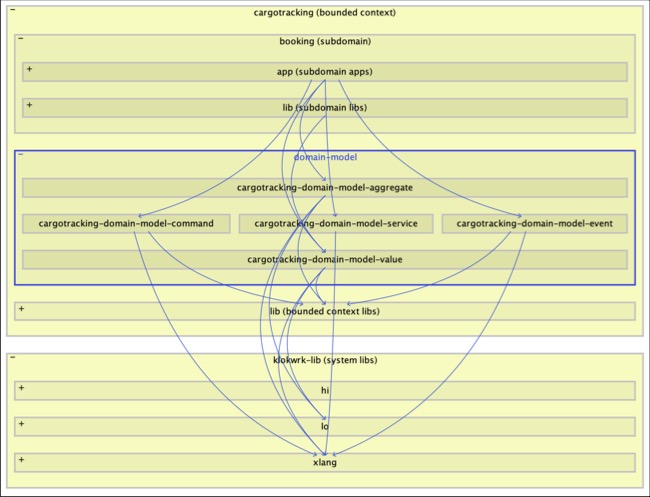 − cargotracking (bounded context)
− booking (subdomain)
+ app (subdomain apps)
+ lib (subdomain libs)
− domain-model
cargotracking-domain-model-aggregate
cargotracking-domain-model-command cargotracking-domain-model-service cargotracking-domain-model-event
cargotracking-domain-model-value
+ lib (bounded context libs)
− klokwrk-lib (system libs)
+ hi
+ lo
+ xlang